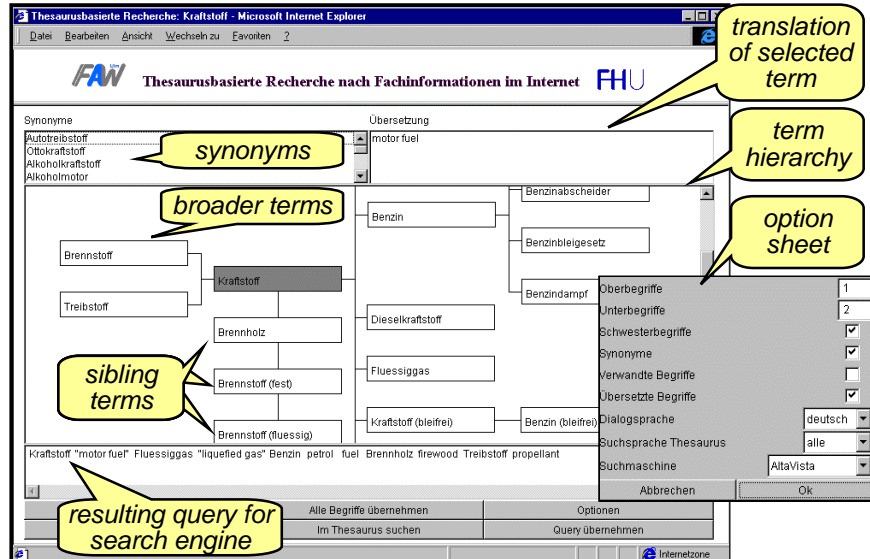 Thesaurusbasierte Recherche: Kraftstoff - Microsoft Internet Explorer
Datei Bearbeiten Ansicht Wechseln zu Favoriten ?
translation
of selected
term
FAW
Thesaurusbasierte Recherche nach Fachinformationen im Internet
FHU
Synonyme
Übersetzung
Autotreibstoff
Ottokraftstoff
Alkoholkraftstoff
Alkoholmotor
synonyms
motor fuel
term
hierarchy
broader terms
Benzinabscheider
Benzin
Benzinbleigesetz
option
sheet
Brennstoff
Kraftstoff
Benzindampf
Treibstoff
Dieselkraftstoff
Brennholz
Fluessiggas
sibling
terms
Brennstoff (fest)
Kraftstoff (bleifrei)
Benzin (bleifrei)
Brennstoff (fluessig)
Oberbegriffe 1
Unterbegriffe 2
Schwesterbegriffe
Synonyme
Verwandte Begriffe
Übersetzte Begriffe
Dialogsprache deutsch
Suchsprache Thesaurus alle
Suchmaschine AltaVista
Abbrechen Ok
Kraftstoff "motor fuel" Fluessiggas "liquefied gas" Benzin petrol fuel Brennholz firewood Treibstoff propellant
resulting query for
search engine
Alle Begriffe übernehmen Optionen
Im Thesaurus suchen Query übernehmen
Internetzone